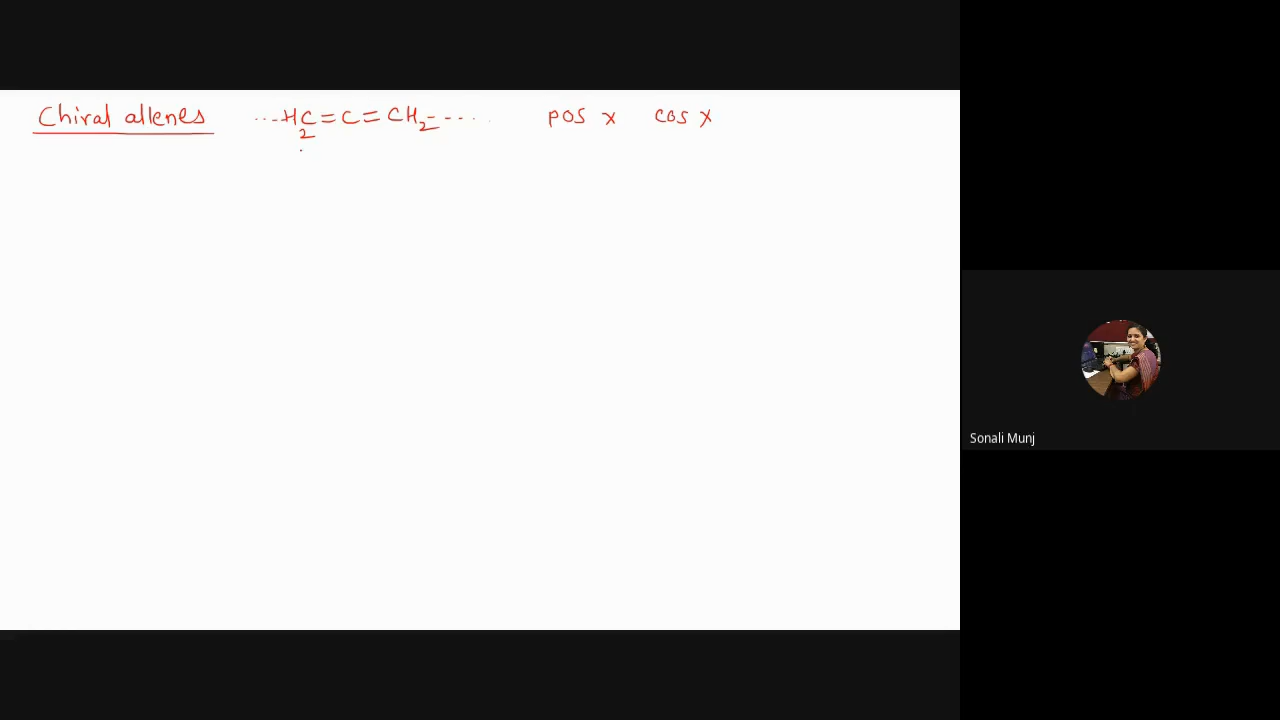 Chiral allenes ...H₂C=C=CH₂-... POS x COS x
Sonali Munj